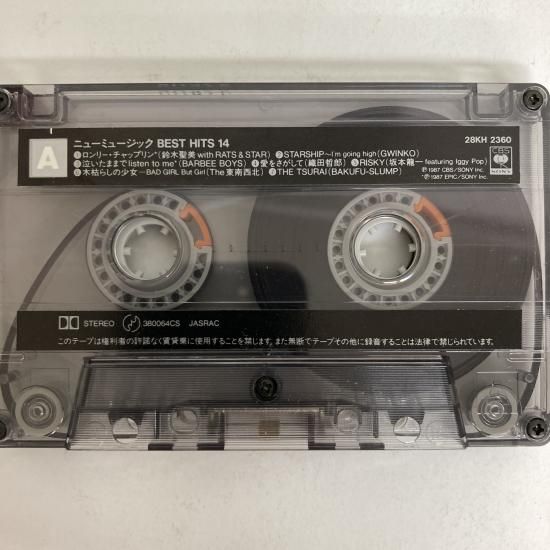 A
ニューミュージック BEST HITS 14 28KH 2360
①ロンリー・チャップリン*(鈴木聖美 with RATS & STAR) ②STARSHIP〜I'm going high(GWINKO)
③泣いたままで listen to me*(BARBEE BOYS) ④愛をさがして(織田哲郎) ⑤RISKY(坂本龍一 featuring Iggy Pop)
⑥木枯らしの少女—BAD GIRL But Girl(The 東南西北) ⑦THE TSURAI(BAKUFU-SLUMP)
℗1987 CBS/SONY Inc.
*℗1987 EPIC/SONY Inc.
CBS
SONY
STEREO 380064CS JASRAC
このテープは権利者の許諾なく賃貸業に使用することを禁じます。また無断でテープその他に録音することは法律で禁じられています。